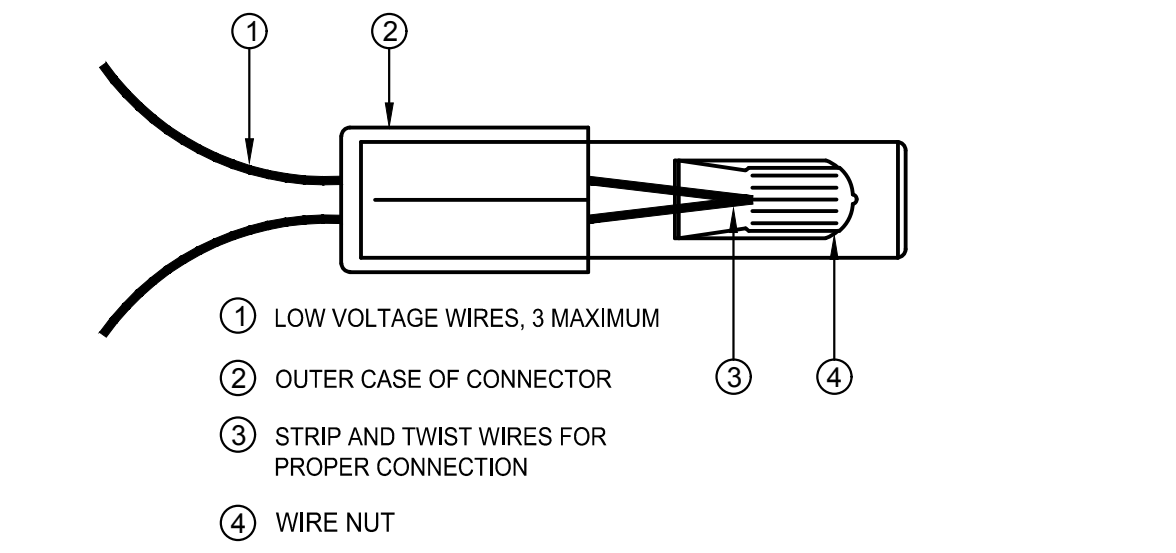 1 2
1 LOW VOLTAGE WIRES, 3 MAXIMUM
2 OUTER CASE OF CONNECTOR
3 4
3 STRIP AND TWIST WIRES FOR
PROPER CONNECTION
4 WIRE NUT